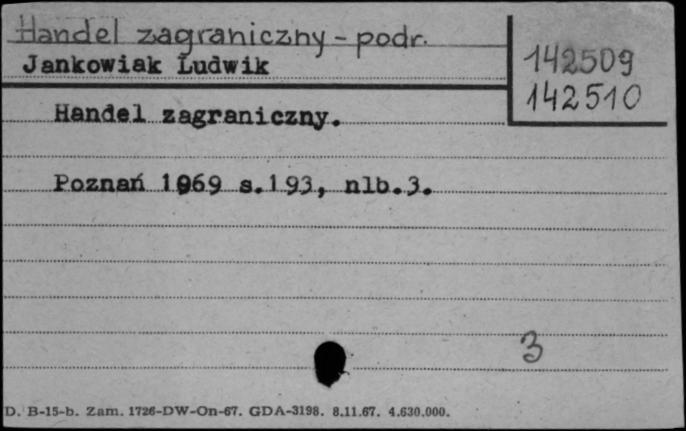 Handel zagraniczny - podr.
Jankowiak Ludwik
142509
142510
Handel zagraniczny.
Poznań 1969 s.193, nlb.3.
3
D. B-15-b. Zam. 1726-DW-On-67. GDA-3198. 8.11.67. 4.630.000.